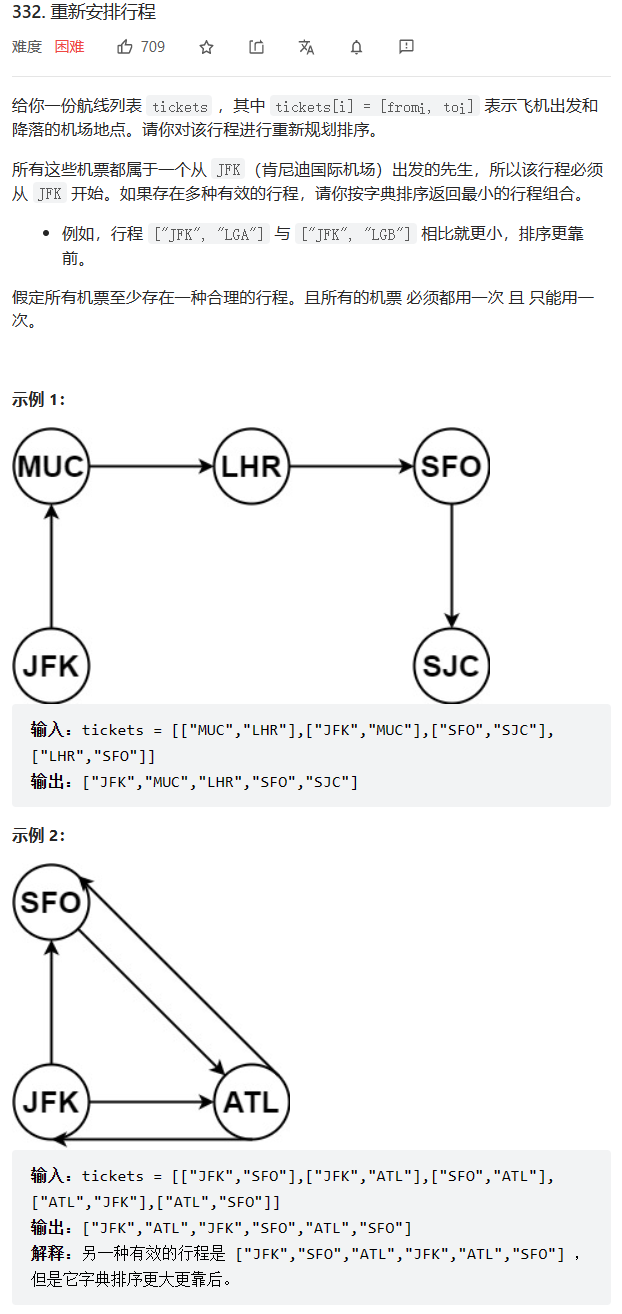 332. 重新安排行程
难度 困难 709
给你一份航线列表 tickets ，其中 tickets[i] = [fromi, toi] 表示飞机出发和
降落的机场地点。请你对该行程进行重新规划排序。
所有这些机票都属于一个从 JFK （肯尼迪国际机场）出发的先生，所以该行程必须
从 JFK 开始。如果存在多种有效的行程，请你按字典排序返回最小的行程组合。
• 例如，行程 ["JFK", "LGA"] 与 ["JFK", "LGB"] 相比就更小，排序更靠
前。
假定所有机票至少存在一种合理的行程。且所有的机票 必须都用一次 且 只能用一
次。
示例 1：
MUC LHR SFO
JFK SJC
输入：tickets = [["MUC","LHR"],["JFK","MUC"],["SFO","SJC"],
["LHR","SFO"]]
输出：["JFK","MUC","LHR","SFO","SJC"]
示例 2：
SFO
JFK ATL
输入：tickets = [["JFK","SFO"],["JFK","ATL"],["SFO","ATL"],
["ATL","JFK"],["ATL","SFO"]]
输出：["JFK","ATL","JFK","SFO","ATL","SFO"]
解释：另一种有效的行程是 ["JFK","SFO","ATL","JFK","ATL","SFO"] ，
但是它字典排序更大更靠后。